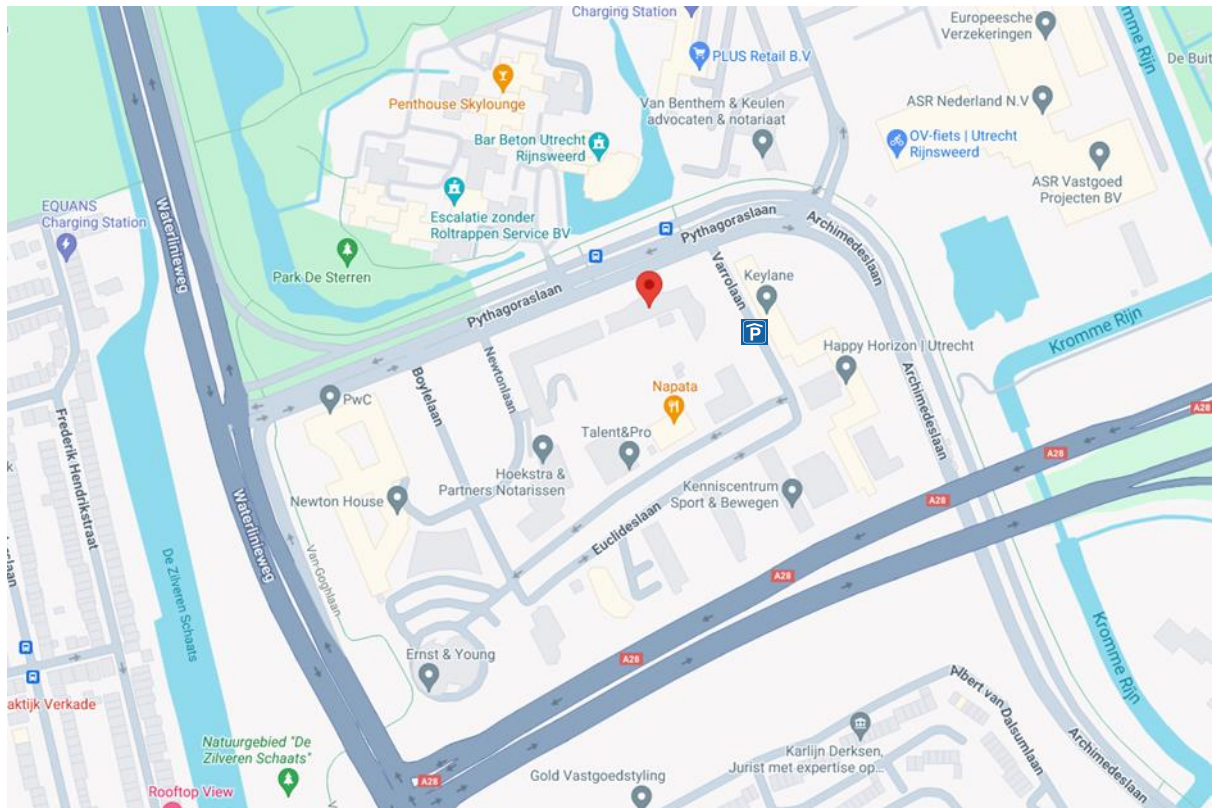 Charging Station
Europeesche
Verzekeringen
PLUS Retail B.V
Kromme Rijn
De Buit
Penthouse Skylounge
Van Benthem & Keulen
advocaten & notariaat
ASR Nederland N.V
Bar Beton Utrecht
Rijnsweerd
OV-fiets | Utrecht
Rijnsweerd
ASR Vastgoed
Projecten BV
EQUANS
Charging Station
Waterlinieweg
Escalatie zonder
Roltrappen Service BV
Pythagoraslaan
Archimedeslaan
Park De Sterren
Varrolaan
Keylane
Pythagoraslaan
P
Kromme Rijn
Happy Horizon | Utrecht
Newtonlaan
Boylelaan
PwC
Napata
Archimedeslaan
A28
Frederik Hendrikstraat
Talent&Pro
A28
Hoekstra &
Partners Notarissen
Kenniscentrum
Sport & Bewegen
A28
Newton House
Waterlinieweg
Euclideslaan
slaan
De Zilveren Schaats
Van-Goghlaan
A28
Kromme Rijn
Ernst & Young
A28
Albert van Dalsumlaan
aktijk Verkade
Archimedeslaan
Natuurgebied "De
Zilveren Schaats"
Karlijn Derksen,
Jurist met expertise op...
A28
Gold Vastgoedstyling
Rooftop View
V